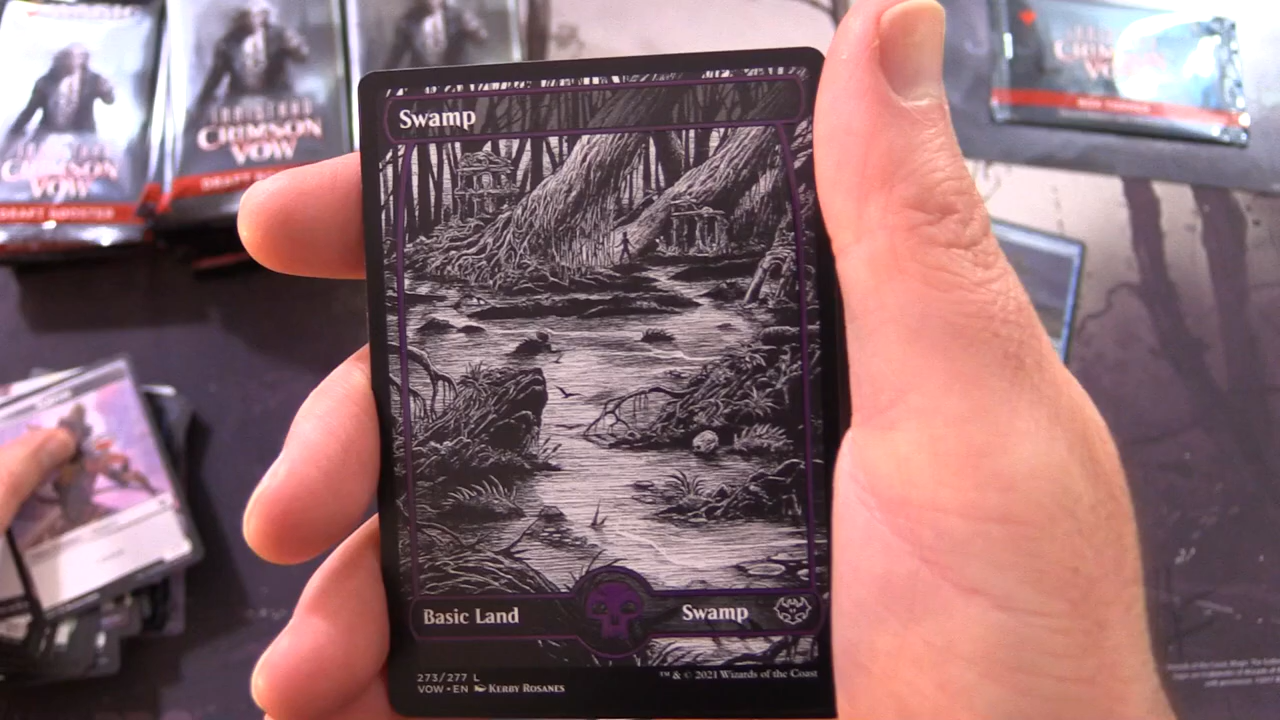 CRIMSON
VOW
DRAFT BOOSTER
CRIMSON
VOW
DRAFT
CRIMSON
VOW
Swamp
Basic Land
Swamp
273/277 L
VOW • EN KERBY ROSANES
™ & © 2021 Wizards of the Coast